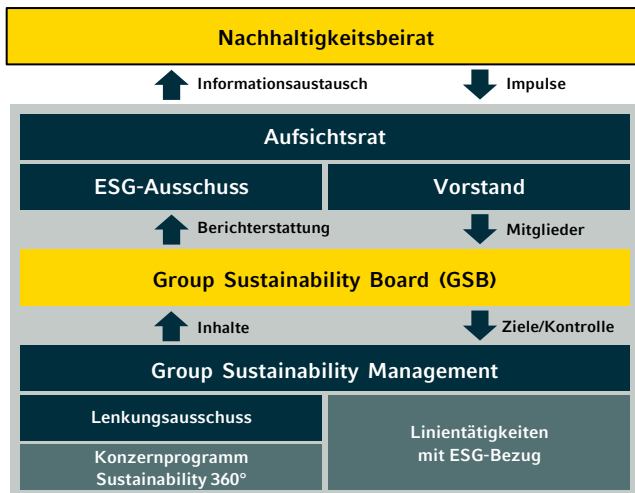 Nachhaltigkeitsbeirat
Informationsaustausch
Impulse
Aufsichtsrat
ESG-Ausschuss
Vorstand
Berichterstattung
Mitglieder
Group Sustainability Board (GSB)
Inhalte
Ziele/Kontrolle
Group Sustainability Management
Lenkungsausschuss
Konzernprogramm
Sustainability 360°
Linientätigkeiten
mit ESG-Bezug